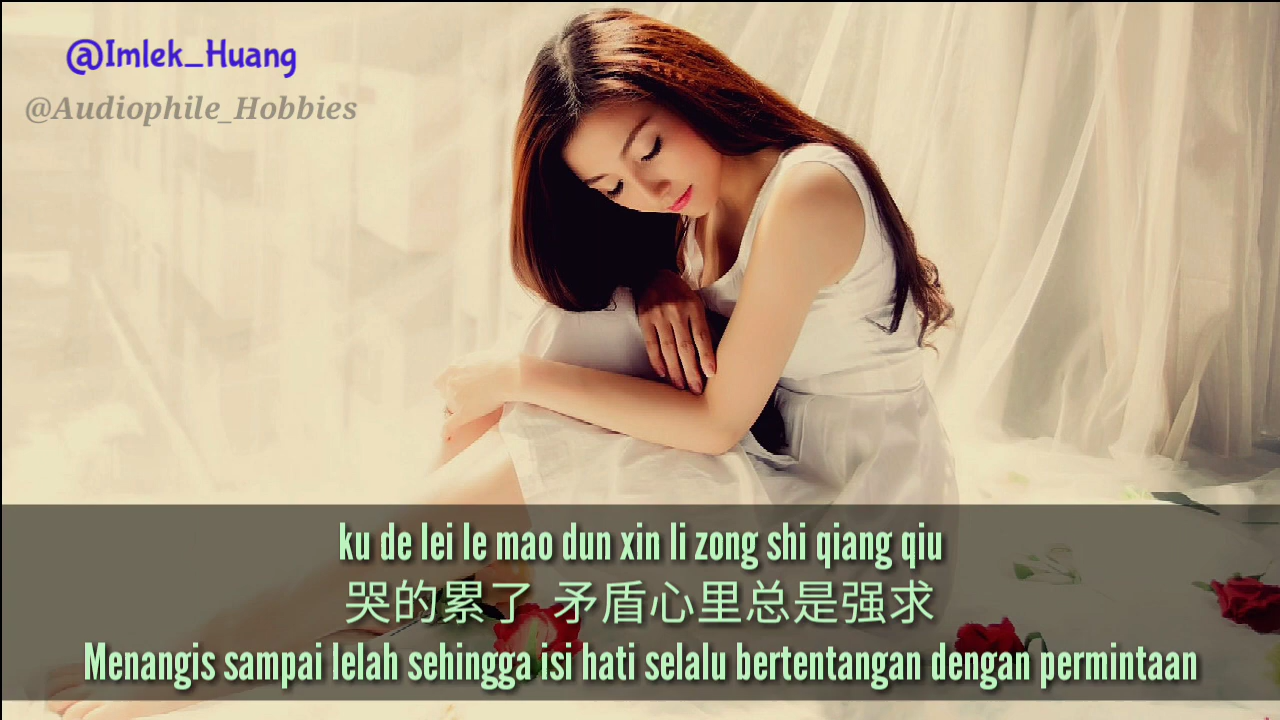 @Imlek_Huang
@Audiophile_Hobbies
ku de lei le mao dun xin li zong shi qiang qiu
哭的累了 矛盾心里总是强求
Menangis sampai lelah sehingga isi hati selalu bertentangan dengan permintaan